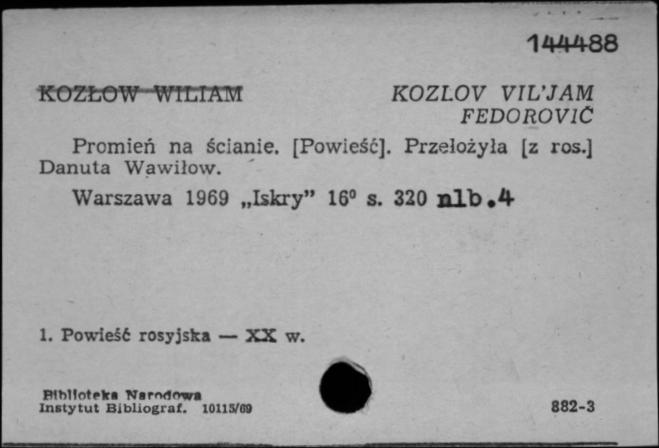 144488
KOZŁOW WILIAM
KOZLOV VIL'JAM
FEDOROVIČ
Promień na ścianie. [Powieść]. Przełożyła [z ros.]
Danuta Wawiłow.
Warszawa 1969 „Iskry” 16⁰ s. 320 nlb.4
1. Powieść rosyjska — XX w.
Biblioteka Narodowa
Instytut Bibliograf. 10115/69
882-3